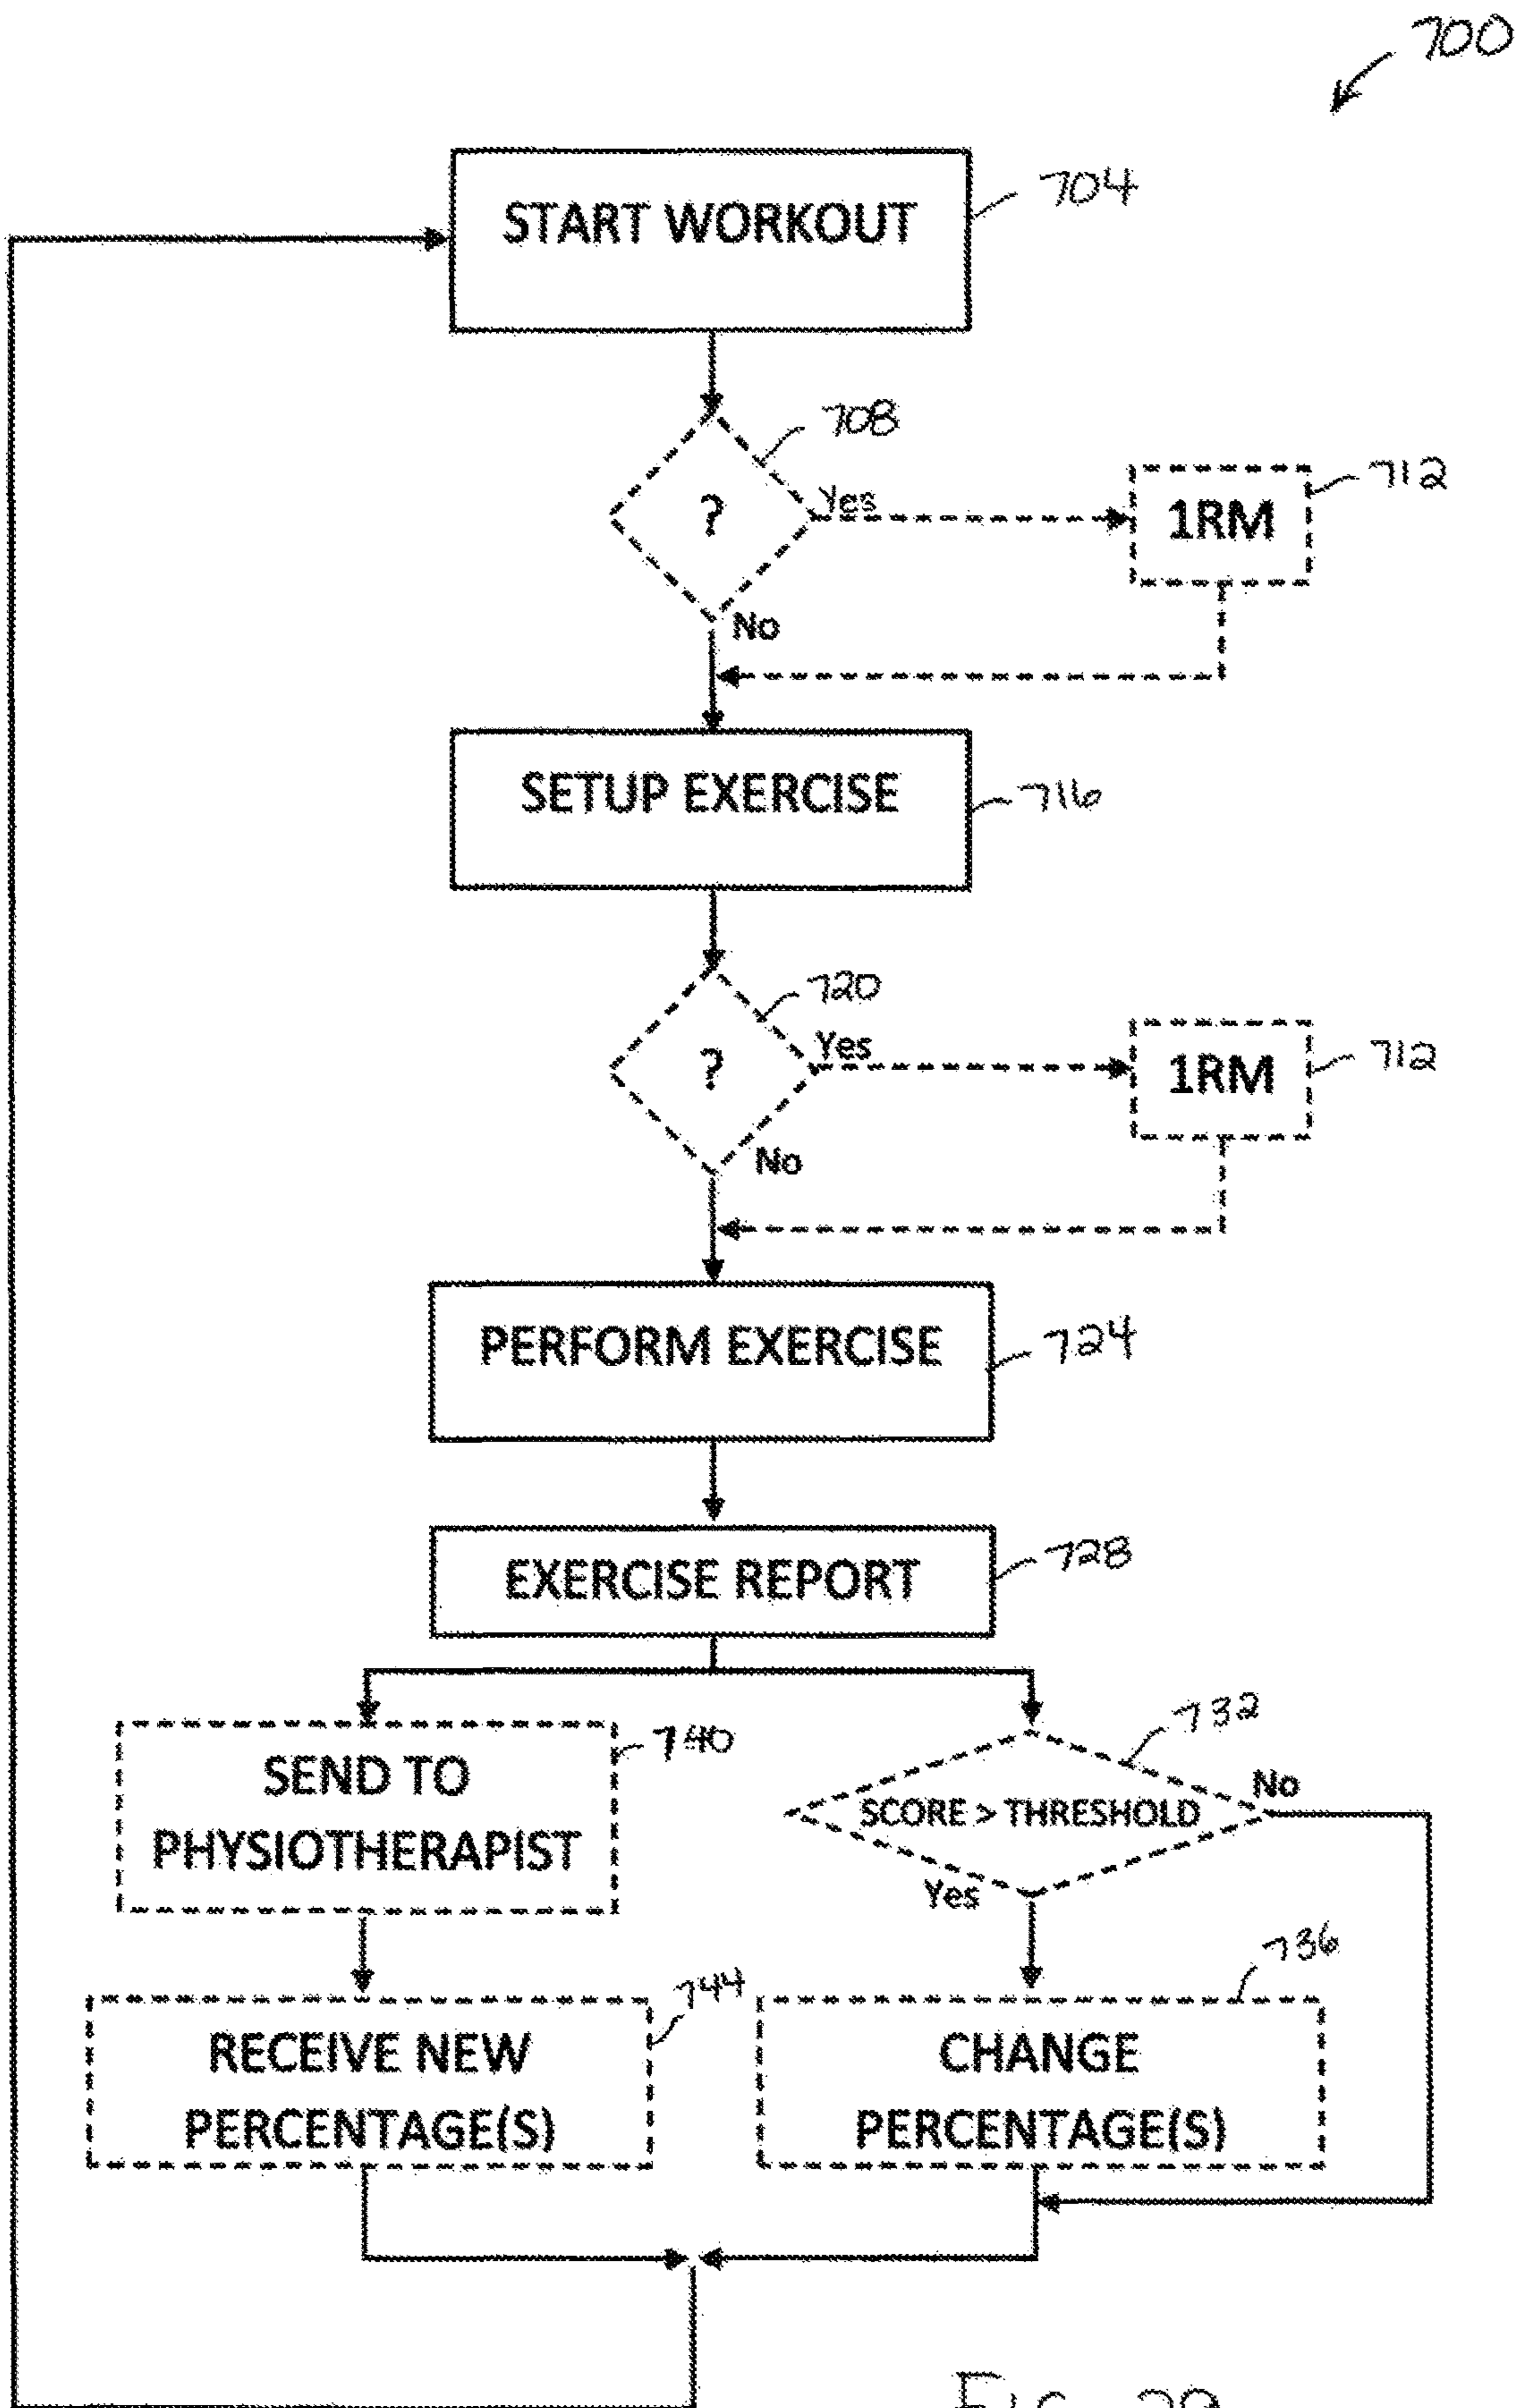 700
START WORKOUT
704
?
708
Yes
1RM
712
No
SETUP EXERCISE
716
?
720
Yes
1RM
712
No
PERFORM EXERCISE
724
EXERCISE REPORT
728
SEND TO
PHYSIOTHERAPIST
740
SCORE > THRESHOLD
732
No
Yes
RECEIVE NEW
PERCENTAGE(S)
744
CHANGE
PERCENTAGE(S)
736